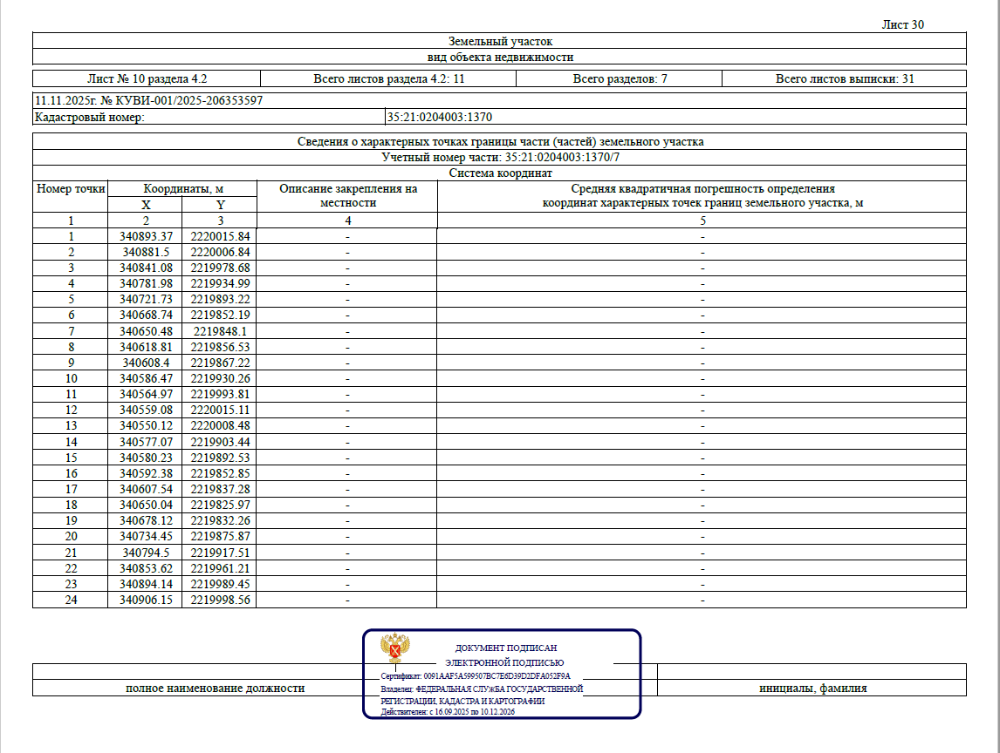 Лист 30
Земельный участок
вид объекта недвижимости
Лист № 10 раздела 4.2 Всего листов раздела 4.2: 11 Всего разделов: 7 Всего листов выписки: 31
11.11.2025г. № КУВИ-001/2025-206353597
Кадастровый номер: 35:21:0204003:1370
Сведения о характерных точках границы части (частей) земельного участка
Учетный номер части: 35:21:0204003:1370/7
Система координат
Номер точки Координаты, м Описание закрепления на местности Средняя квадратичная погрешность определения координат характерных точек границ земельного участка, м
X Y
1 2 3 4 5
1 340893.37 2220015.84 - -
2 340881.5 2220006.84 - -
3 340841.08 2219978.68 - -
4 340781.98 2219934.99 - -
5 340721.73 2219893.22 - -
6 340668.74 2219852.19 - -
7 340650.48 2219848.1 - -
8 340618.81 2219856.53 - -
9 340608.4 2219867.22 - -
10 340586.47 2219930.26 - -
11 340564.97 2219993.81 - -
12 340559.08 2220015.11 - -
13 340550.12 2220008.48 - -
14 340577.07 2219903.44 - -
15 340580.23 2219892.53 - -
16 340592.38 2219852.85 - -
17 340607.54 2219837.28 - -
18 340650.04 2219825.97 - -
19 340678.12 2219832.26 - -
20 340734.45 2219875.87 - -
21 340794.5 2219917.51 - -
22 340853.62 2219961.21 - -
23 340894.14 2219989.45 - -
24 340906.15 2219998.56 - -
ДОКУМЕНТ ПОДПИСАН
ЭЛЕКТРОННОЙ ПОДПИСЬЮ
Сертификат: 0091AAF5A599507BC7E6D39D2DFA052F9A
Владелец: ФЕДЕРАЛЬНАЯ СЛУЖБА ГОСУДАРСТВЕННОЙ
РЕГИСТРАЦИИ, КАДАСТРА И КАРТОГРАФИИ
Действителен: с 16.09.2025 по 10.12.2026
полное наименование должности инициалы, фамилия